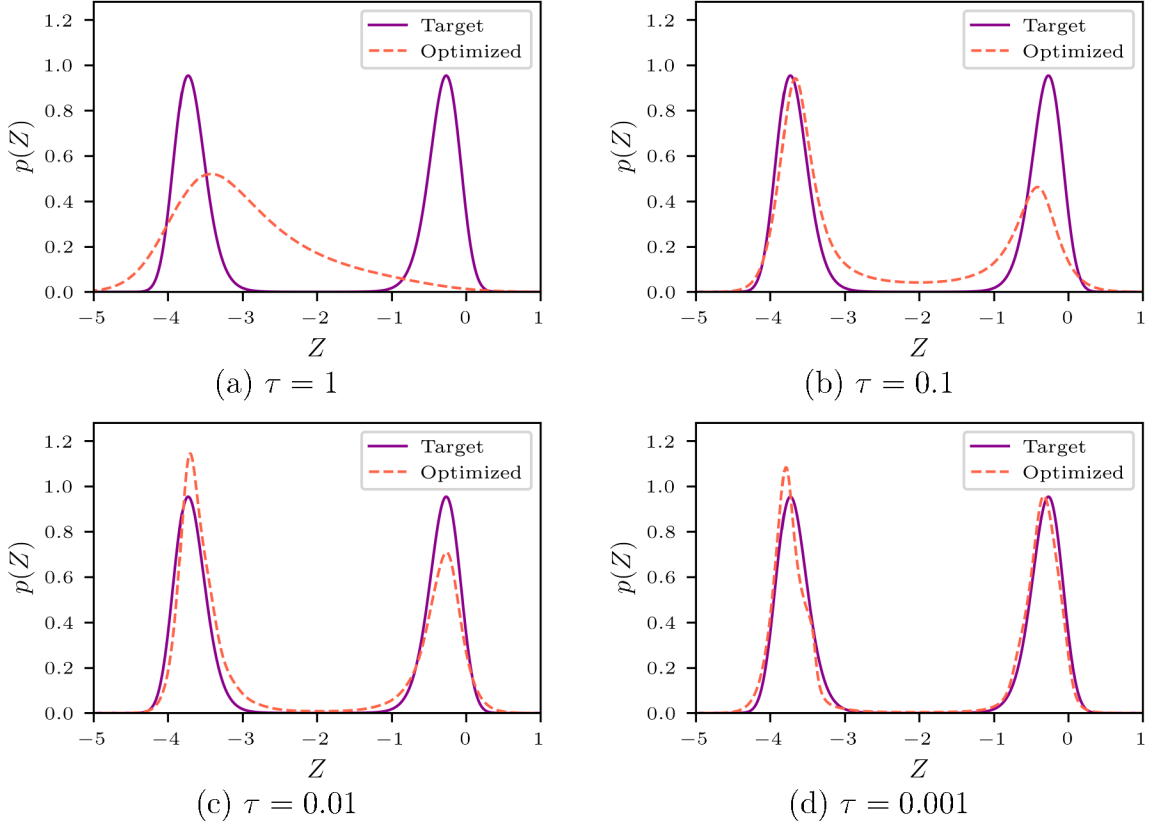 1.2
1.0
0.8
0.6
0.4
0.2
0.0
p(Z)
Target
Optimized
−5 −4 −3 −2 −1 0 1
Z
(a) τ = 1
1.2
1.0
0.8
0.6
0.4
0.2
0.0
p(Z)
Target
Optimized
−5 −4 −3 −2 −1 0 1
Z
(b) τ = 0.1
1.2
1.0
0.8
0.6
0.4
0.2
0.0
p(Z)
Target
Optimized
−5 −4 −3 −2 −1 0 1
Z
(c) τ = 0.01
1.2
1.0
0.8
0.6
0.4
0.2
0.0
p(Z)
Target
Optimized
−5 −4 −3 −2 −1 0 1
Z
(d) τ = 0.001